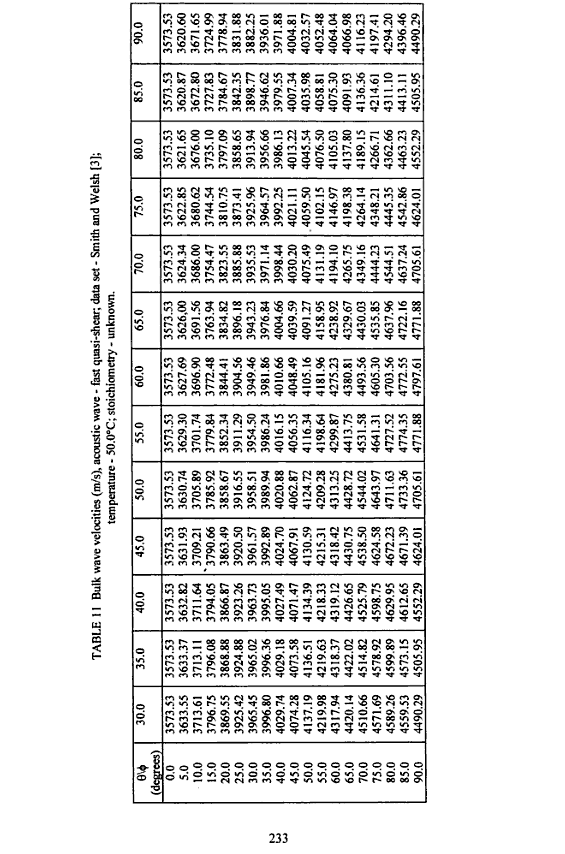 TABLE 11 Bulk wave velocities (m/s), acoustic wave - fast quasi-shear; data set - Smith and Welsh [3];
temperature - 50.0°C; stoichiometry - unknown.
θ\φ (degrees) 30.0 35.0 40.0 45.0 50.0 55.0 60.0 65.0 70.0 75.0 80.0 85.0 90.0
0.0 3573.53 3573.53 3573.53 3573.53 3573.53 3573.53 3573.53 3573.53 3573.53 3573.53 3573.53 3573.53 3573.53
5.0 3633.55 3633.37 3632.82 3631.93 3630.74 3629.30 3627.69 3626.00 3624.34 3622.85 3621.65 3620.87 3620.60
10.0 3713.61 3713.11 3711.64 3709.21 3705.89 3701.74 3696.90 3691.56 3686.00 3680.62 3676.00 3672.80 3671.65
15.0 3796.75 3796.08 3794.05 3790.66 3785.92 3779.84 3772.48 3763.94 3754.47 3744.54 3735.10 3727.83 3724.99
20.0 3869.55 3868.88 3866.87 3863.49 3858.67 3852.34 3844.41 3834.82 3823.55 3810.75 3797.09 3784.67 3778.94
25.0 3925.42 3924.88 3923.26 3920.50 3916.55 3911.29 3904.56 3896.18 3885.88 3873.41 3858.65 3842.35 3831.88
30.0 3965.45 3965.02 3963.73 3961.57 3958.51 3954.50 3949.46 3943.23 3935.53 3925.96 3913.94 3898.77 3882.25
35.0 3996.80 3996.36 3995.05 3992.89 3989.94 3986.24 3981.86 3976.84 3971.14 3964.57 3956.66 3946.62 3936.01
40.0 4029.74 4029.18 4027.49 4024.70 4020.88 4016.15 4010.66 4004.66 3998.44 3992.25 3986.13 3979.55 3971.88
45.0 4074.28 4073.58 4071.47 4067.91 4062.87 4056.35 4048.49 4039.59 4030.20 4021.11 4013.22 4007.34 4004.81
50.0 4137.19 4136.51 4134.39 4130.59 4124.72 4116.34 4105.16 4091.27 4075.49 4059.50 4045.54 4035.98 4032.57
55.0 4219.98 4219.63 4218.33 4215.31 4209.28 4198.64 4181.96 4158.95 4131.19 4102.15 4076.50 4058.81 4052.48
60.0 4317.94 4318.37 4319.12 4318.42 4313.25 4299.87 4275.23 4238.92 4194.10 4146.97 4105.03 4075.30 4064.04
65.0 4420.14 4422.02 4426.65 4430.75 4428.72 4413.75 4380.81 4329.67 4265.75 4198.38 4137.80 4091.93 4066.98
70.0 4510.66 4514.82 4525.79 4538.50 4544.02 4531.58 4493.56 4430.03 4349.16 4264.14 4189.15 4136.36 4116.23
75.0 4571.69 4578.92 4598.75 4624.58 4643.97 4641.31 4605.30 4535.85 4444.23 4348.21 4266.71 4214.61 4197.41
80.0 4589.26 4599.89 4629.95 4672.23 4711.63 4727.52 4703.56 4637.96 4544.51 4445.35 4362.66 4311.10 4294.20
85.0 4559.53 4573.15 4612.65 4671.39 4733.36 4774.35 4772.55 4722.16 4637.24 4542.86 4463.23 4413.11 4396.46
90.0 4490.29 4505.95 4552.29 4624.01 4705.61 4771.88 4797.61 4771.88 4705.61 4624.01 4552.29 4505.95 4490.29
233